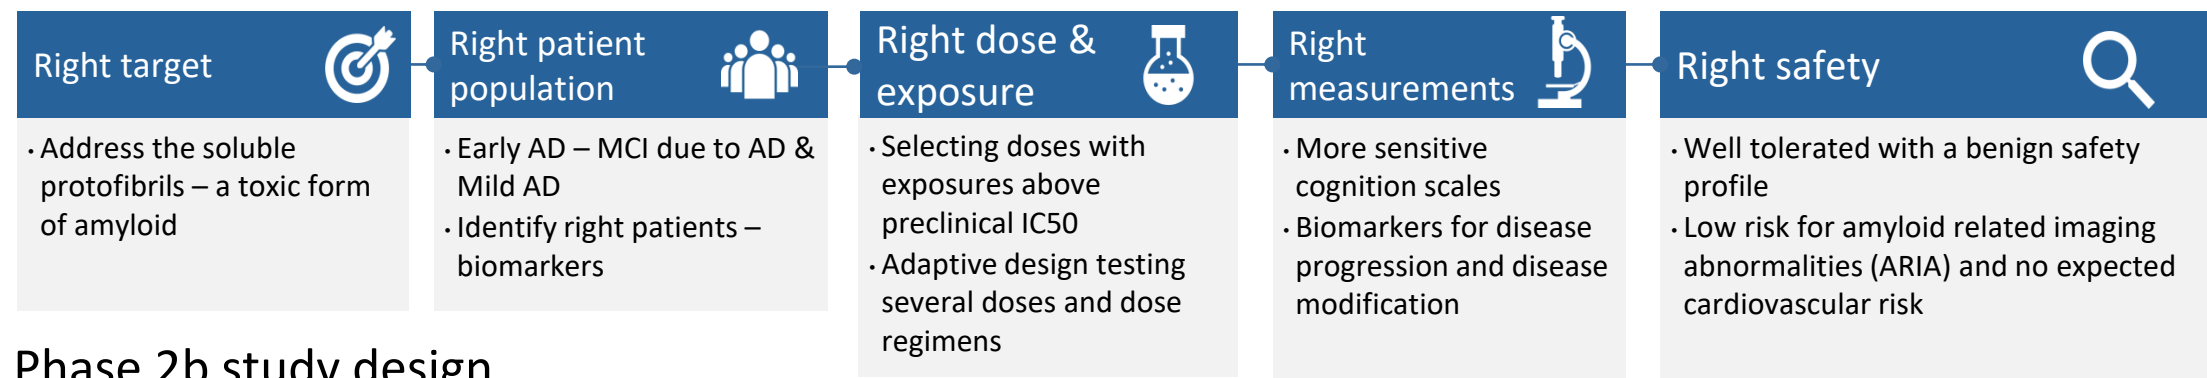 Right target
· Address the soluble
protofibrils – a toxic form
of amyloid
Right patient
population
· Early AD – MCI due to AD &
Mild AD
· Identify right patients –
biomarkers
Right dose &
exposure
· Selecting doses with
exposures above
preclinical IC50
· Adaptive design testing
several doses and dose
regimens
Right
measurements
· More sensitive
cognition scales
· Biomarkers for disease
progression and disease
modification
Right safety
· Well tolerated with a benign safety
profile
· Low risk for amyloid related imaging
abnormalities (ARIA) and no expected
cardiovascular risk
Phase 2b study design